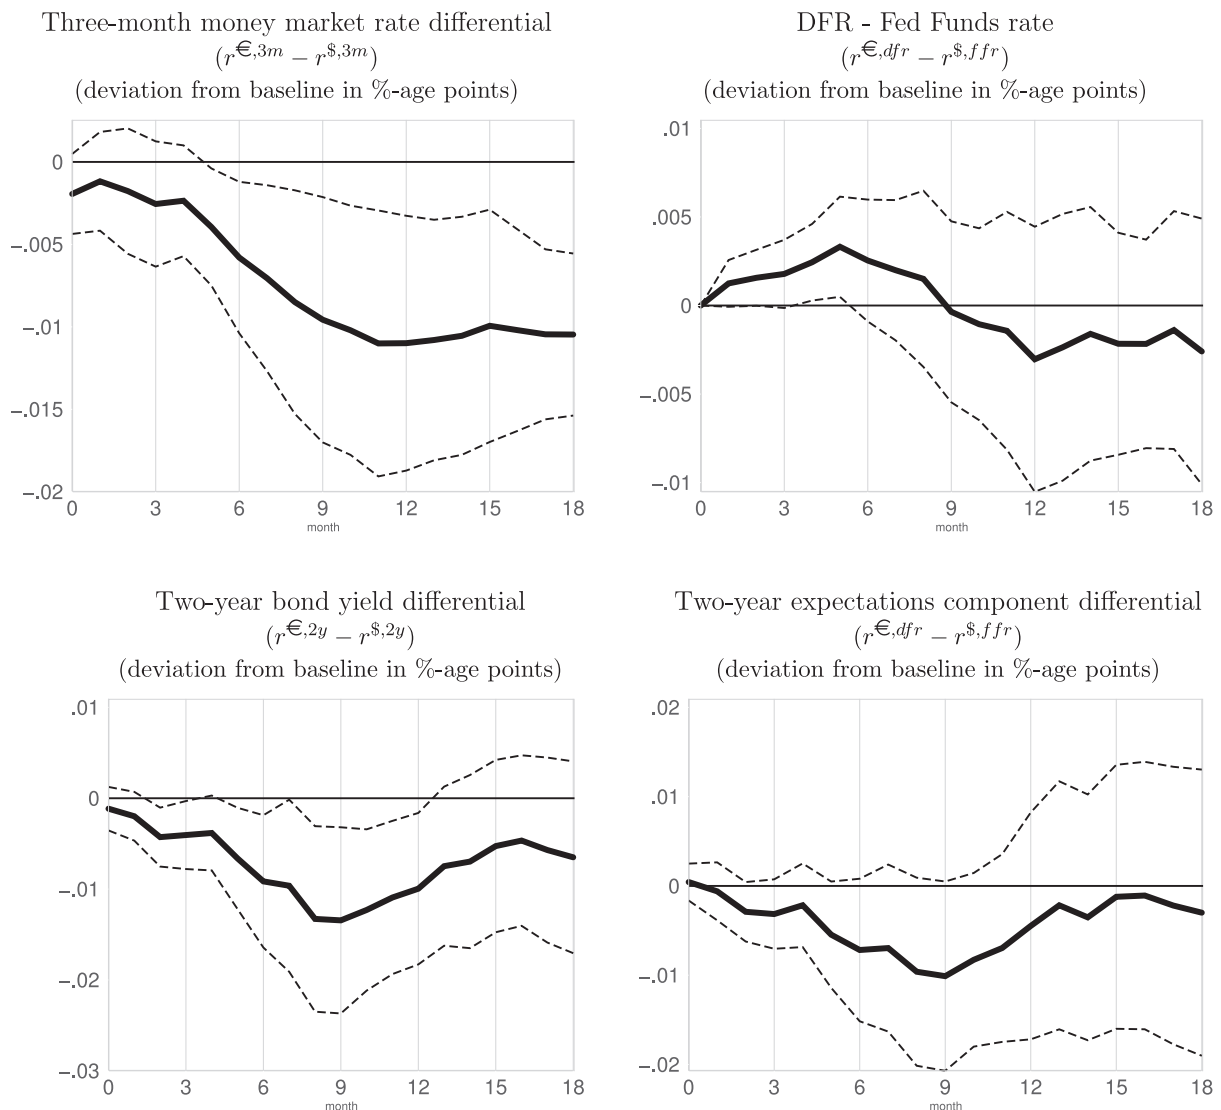 Three-month money market rate differential
(r€,3m − r$,3m)
(deviation from baseline in %-age points)
0
−.005
−.01
−.015
−.02
0 3 6 9 12 15 18
month
DFR - Fed Funds rate
(r€,dfr − r$,ffr)
(deviation from baseline in %-age points)
.01
.005
0
−.005
−.01
0 3 6 9 12 15 18
month
Two-year bond yield differential
(r€,2y − r$,2y)
(deviation from baseline in %-age points)
.01
0
−.01
−.02
−.03
0 3 6 9 12 15 18
month
Two-year expectations component differential
(r€,dfr − r$,ffr)
(deviation from baseline in %-age points)
.02
.01
0
−.01
−.02
0 3 6 9 12 15 18
month